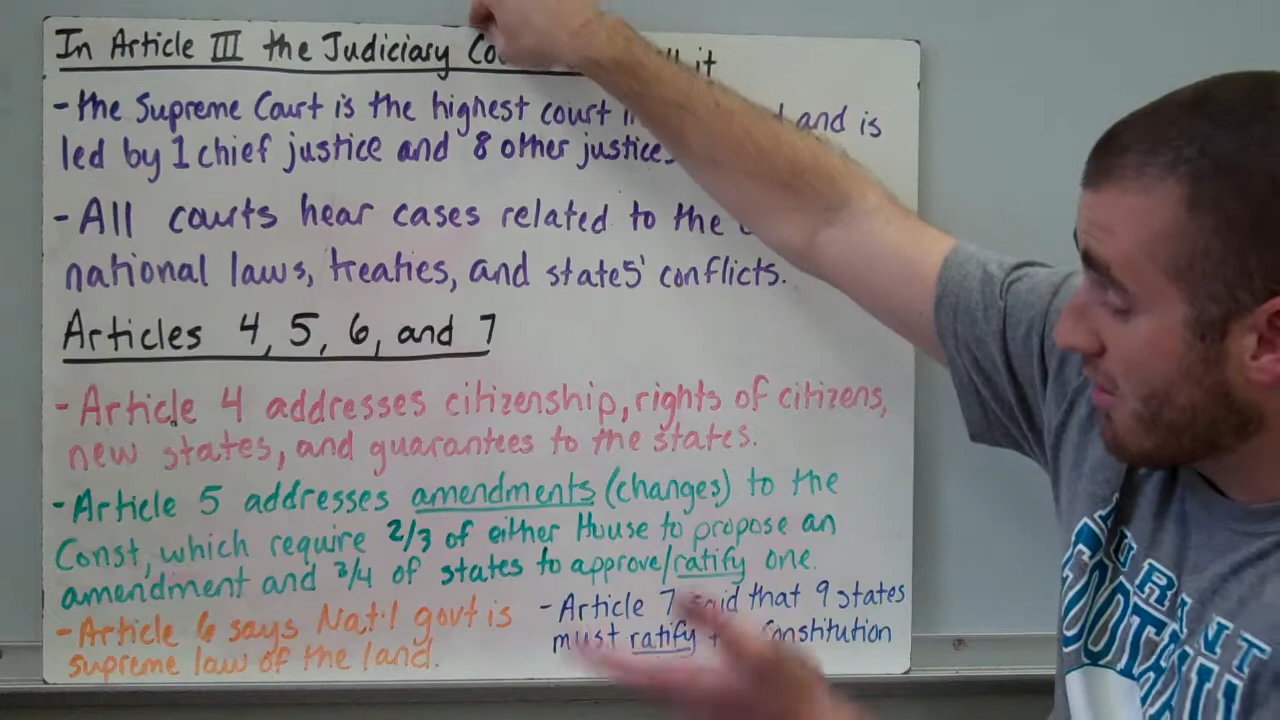 In Article III the Judiciary it
- the Supreme Court is the highest court and is
led by 1 chief justice and 8 other justices
- All courts hear cases related to the
national laws, treaties, and states' conflicts.
Articles 4, 5, 6, and 7
- Article 4 addresses citizenship, rights of citizens,
new states, and guarantees to the states.
- Article 5 addresses amendments (changes) to the
Const, which require 2/3 of either House to propose an
amendment and 3/4 of states to approve/ratify one.
- Article 6 says Nat'l govt is
supreme law of the land.
- Article 7 said that 9 states
must ratify Constitution
FOOTBALL